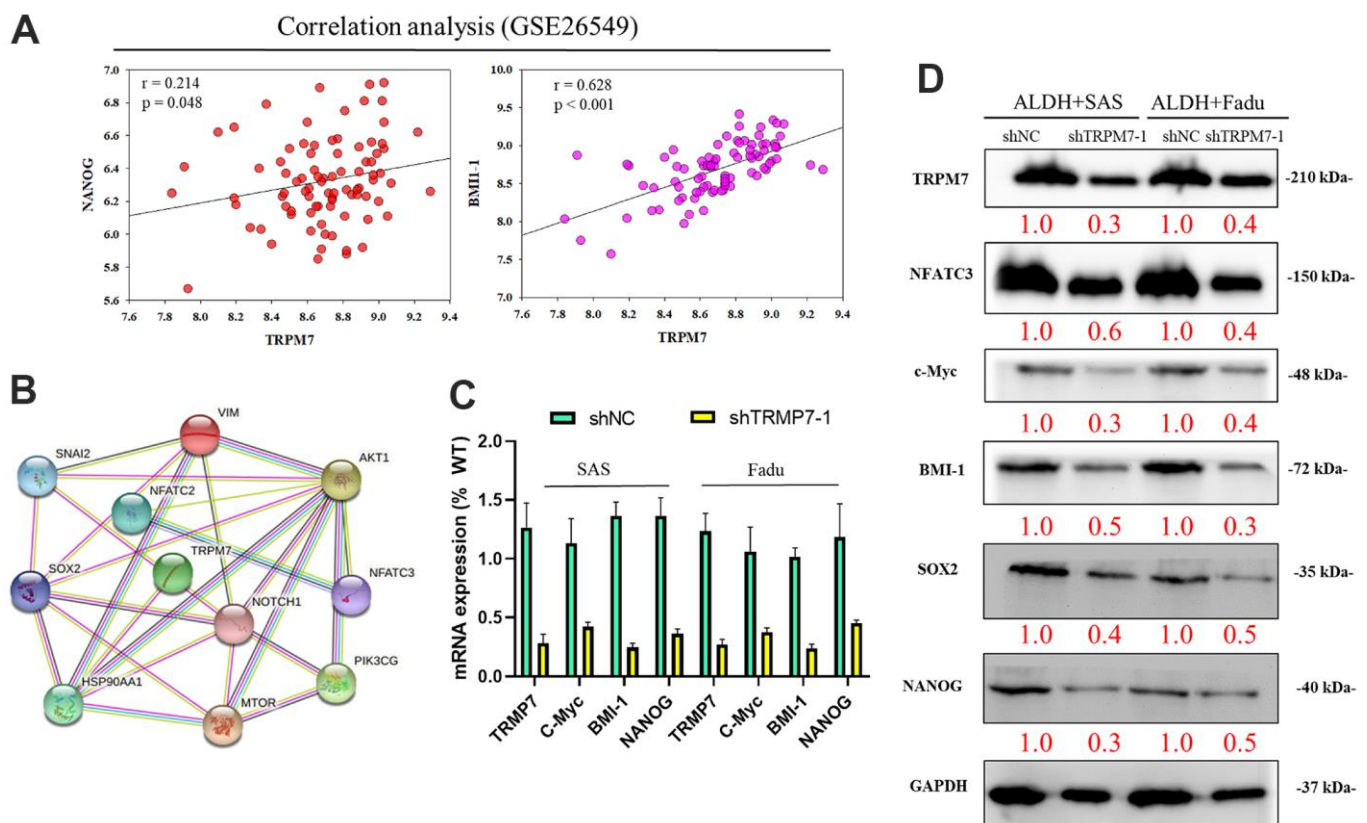 A
Correlation analysis (GSE26549)
r = 0.214
p = 0.048
NANOG
7.0
6.8
6.6
6.4
6.2
6.0
5.8
5.6
7.6 7.8 8.0 8.2 8.4 8.6 8.8 9.0 9.2 9.4
TRPM7
r = 0.628
p < 0.001
BMI1-1
10.0
9.5
9.0
8.5
8.0
7.5
7.0
7.6 7.8 8.0 8.2 8.4 8.6 8.8 9.0 9.2 9.4
TRPM7
B
VIM
SNAI2
AKT1
NFATC2
TRPM7
SOX2
NFATC3
NOTCH1
PIK3CG
HSP90AA1
MTOR
C
shNC shTRMP7-1
mRNA expression (% WT)
2.0
1.5
1.0
0.5
0.0
SAS Fadu
TRMP7 C-Myc BMI-1 NANOG TRMP7 C-Myc BMI-1 NANOG
D
ALDH+SAS ALDH+Fadu
shNC shTRPM7-1 shNC shTRPM7-1
TRPM7 -210 kDa-
1.0 0.3 1.0 0.4
NFATC3 -150 kDa-
1.0 0.6 1.0 0.4
c-Myc -48 kDa-
1.0 0.3 1.0 0.4
BMI-1 -72 kDa-
1.0 0.5 1.0 0.3
SOX2 -35 kDa-
1.0 0.4 1.0 0.5
NANOG -40 kDa-
1.0 0.3 1.0 0.5
GAPDH -37 kDa-